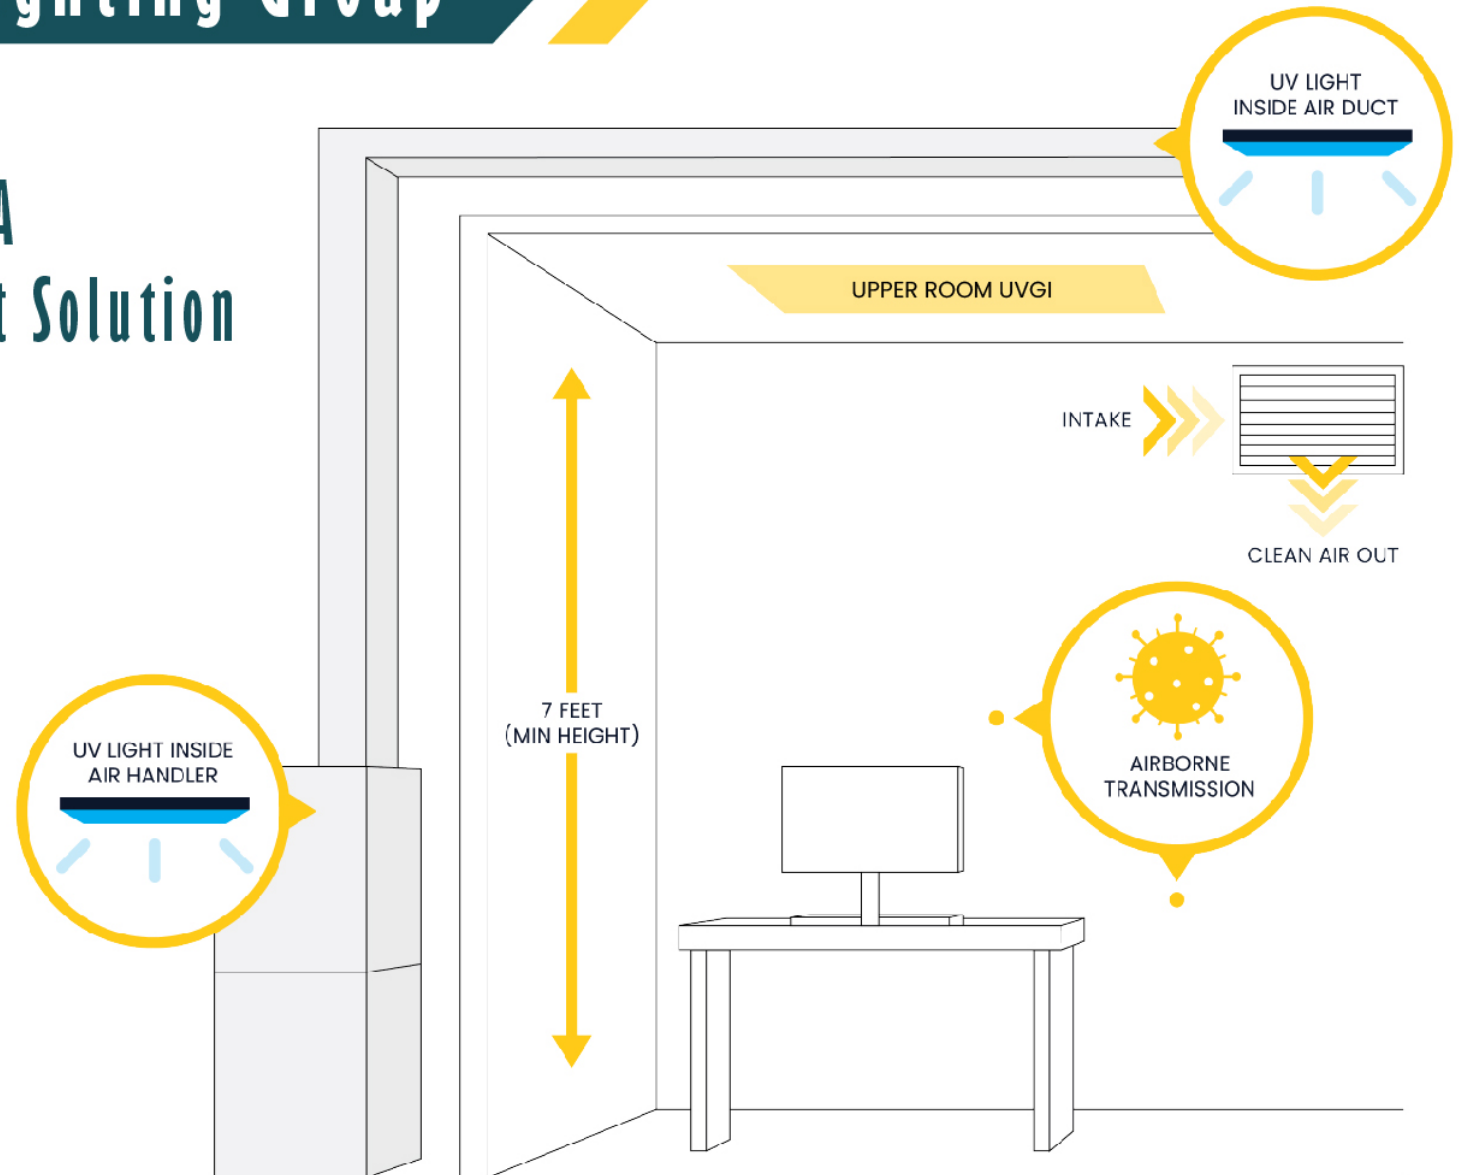 Group
UV LIGHT
INSIDE AIR DUCT
Solution
UPPER ROOM UVGI
INTAKE
CLEAN AIR OUT
7 FEET
(MIN HEIGHT)
UV LIGHT INSIDE
AIR HANDLER
AIRBORNE
TRANSMISSION